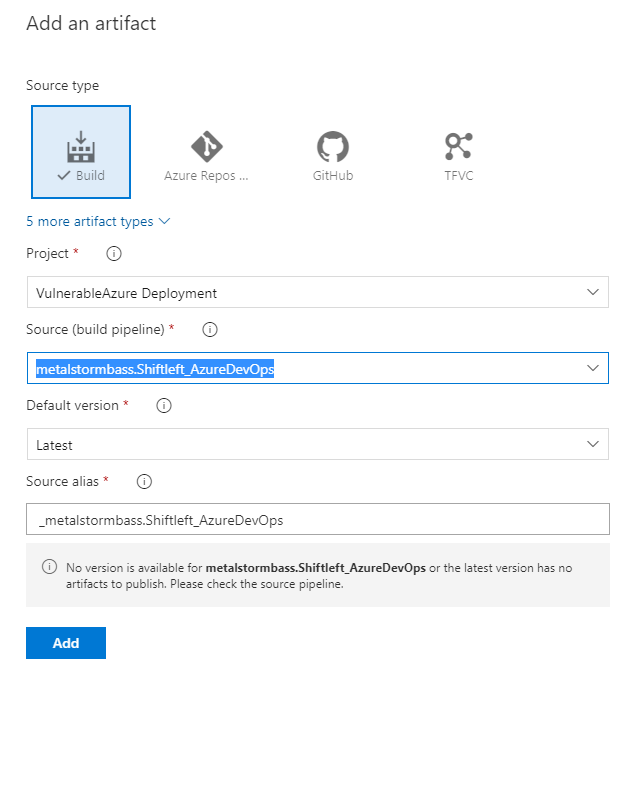 Add an artifact
Source type
Build
Azure Repos ...
GitHub
TFVC
5 more artifact types
Project *
VulnerableAzure Deployment
Source (build pipeline) *
metalstormbass.Shiftleft_AzureDevOps
Default version *
Latest
Source alias *
_metalstormbass.Shiftleft_AzureDevOps
No version is available for metalstormbass.Shiftleft_AzureDevOps or the latest version has no
artifacts to publish. Please check the source pipeline.
Add